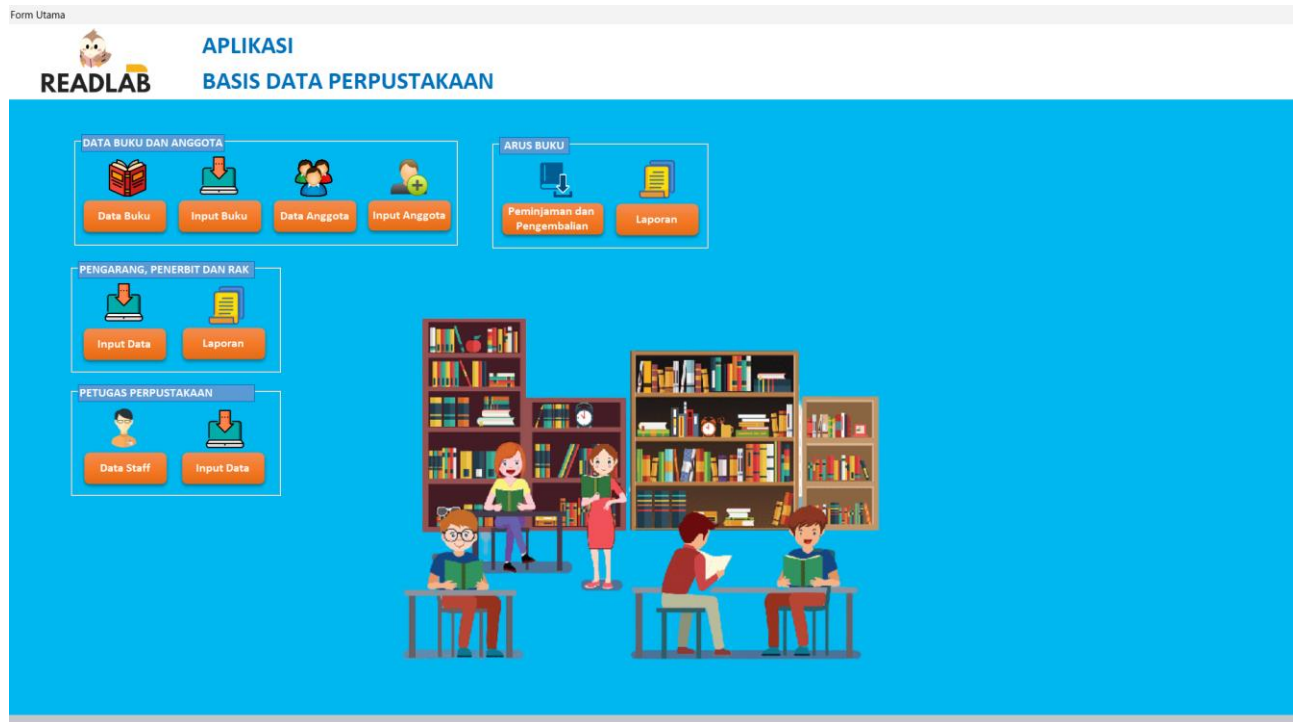 Form Utama
READLAB
APLIKASI
BASIS DATA PERPUSTAKAAN
DATA BUKU DAN ANGGOTA
Data Buku
Input Buku
Data Anggota
Input Anggota
ARUS BUKU
Peminjaman dan
Pengembalian
Laporan
PENGARANG, PENERBIT DAN RAK
Input Data
Laporan
PETUGAS PERPUSTAKAAN
Data Staff
Input Data